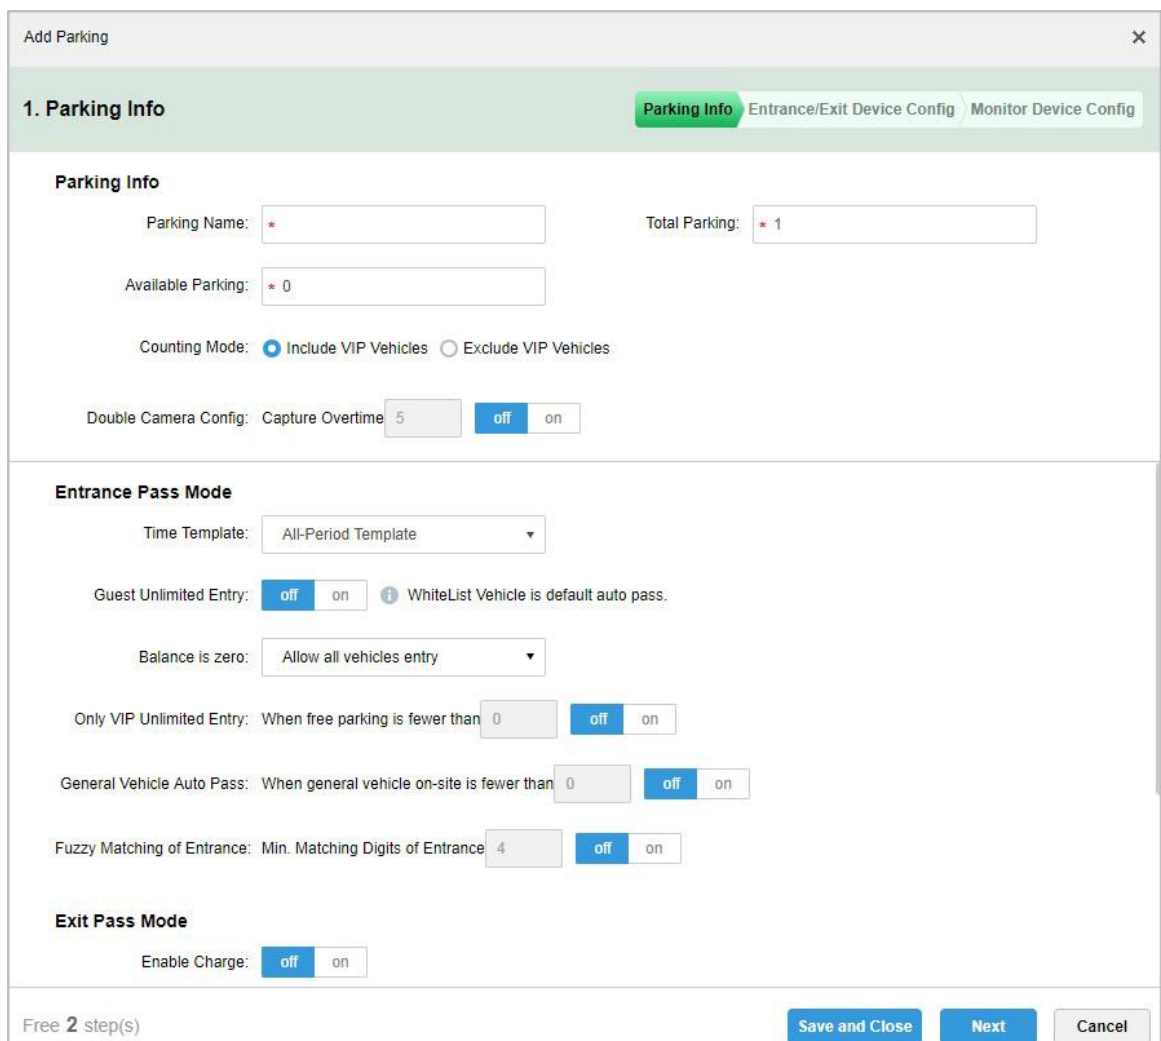 Add Parking ×
1. Parking Info Parking Info Entrance/Exit Device Config Monitor Device Config
Parking Info
Parking Name: * Total Parking: * 1
Available Parking: * 0
Counting Mode: Include VIP Vehicles Exclude VIP Vehicles
Double Camera Config: Capture Overtime 5 off on
Entrance Pass Mode
Time Template: All-Period Template
Guest Unlimited Entry: off on i WhiteList Vehicle is default auto pass.
Balance is zero: Allow all vehicles entry
Only VIP Unlimited Entry: When free parking is fewer than 0 off on
General Vehicle Auto Pass: When general vehicle on-site is fewer than 0 off on
Fuzzy Matching of Entrance: Min. Matching Digits of Entrance 4 off on
Exit Pass Mode
Enable Charge: off on
Free 2 step(s) Save and Close Next Cancel